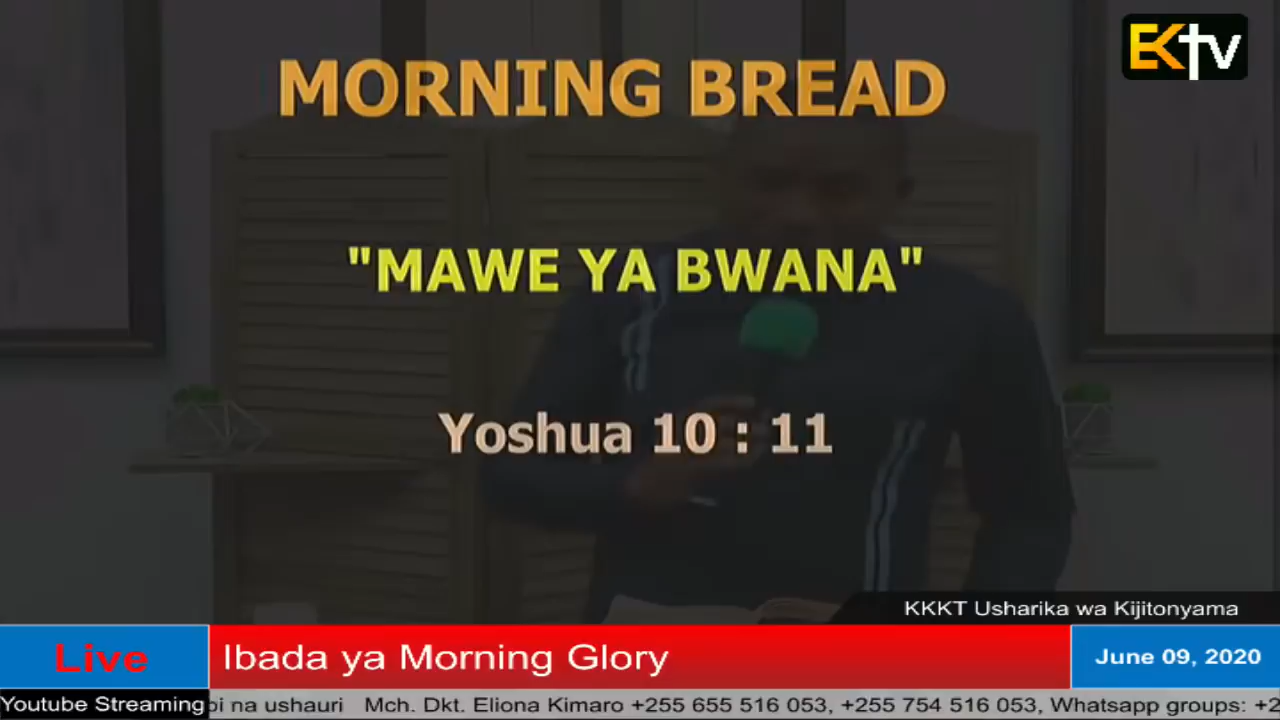 EKTV
MORNING BREAD
"MAWE YA BWANA"
Yoshua 10 : 11
KKKT Usharika wa Kijitonyama
Live
Ibada ya Morning Glory
June 09, 2020
Youtube Streaming
na ushauri Mch. Dkt. Eliona Kimaro +255 655 516 053, +255 754 516 053, Whatsapp groups: